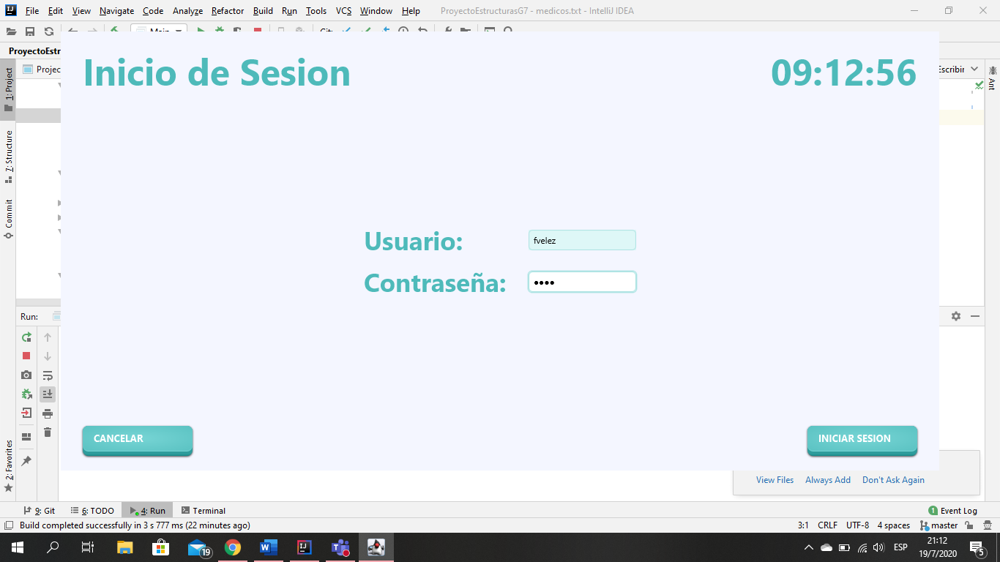 File Edit View Navigate Code Analyze Refactor Build Run Tools VCS Window Help ProyectoEstructurasG7 - medicos.txt - IntelliJ IDEA
Main Git:
ProyectoEstr
1: Project
Projec
Escribir
Ant
Inicio de Sesion
09:12:56
7: Structure
Commit
Usuario:
fvelez
Contraseña:
••••
Run:
CANCELAR
INICIAR SESION
2: Favorites
View Files Always Add Don't Ask Again
9: Git 6: TODO 4: Run Terminal 1 Event Log
Build completed successfully in 3 s 777 ms (22 minutes ago) 3:1 CRLF UTF-8 4 spaces master
19
ESP
21:12
19/7/2020
5